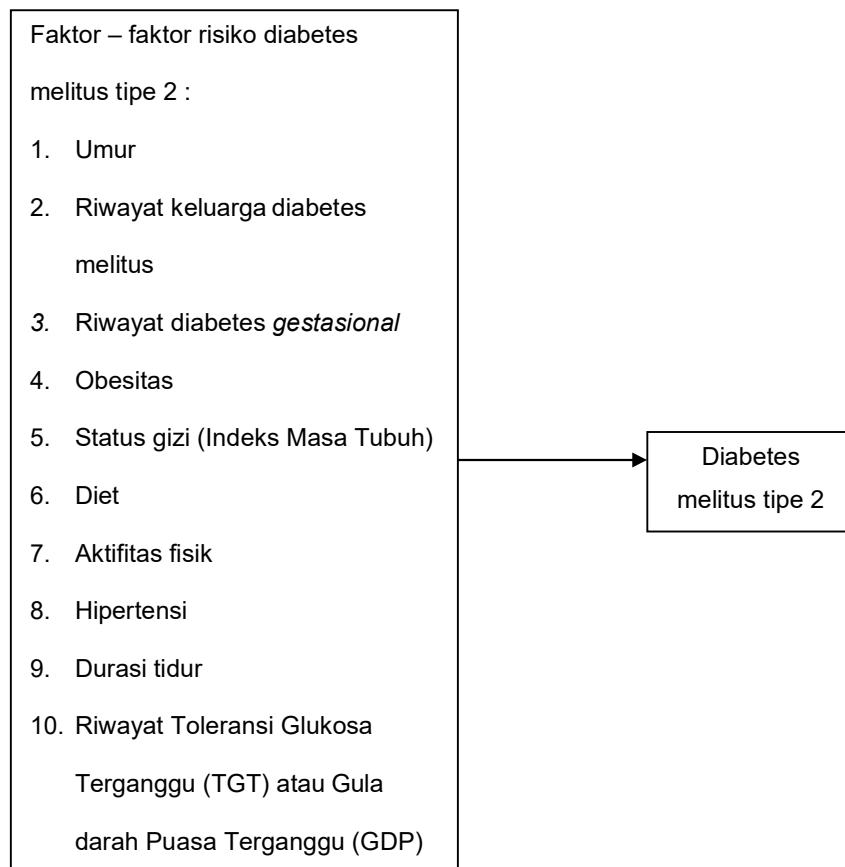 Faktor – faktor risiko diabetes
melitus tipe 2 :
1. Umur
2. Riwayat keluarga diabetes
melitus
3. Riwayat diabetes gestasional
4. Obesitas
5. Status gizi (Indeks Masa Tubuh)
6. Diet
7. Aktifitas fisik
8. Hipertensi
9. Durasi tidur
10. Riwayat Toleransi Glukosa
Terganggu (TGT) atau Gula
darah Puasa Terganggu (GDP)
Diabetes
melitus tipe 2